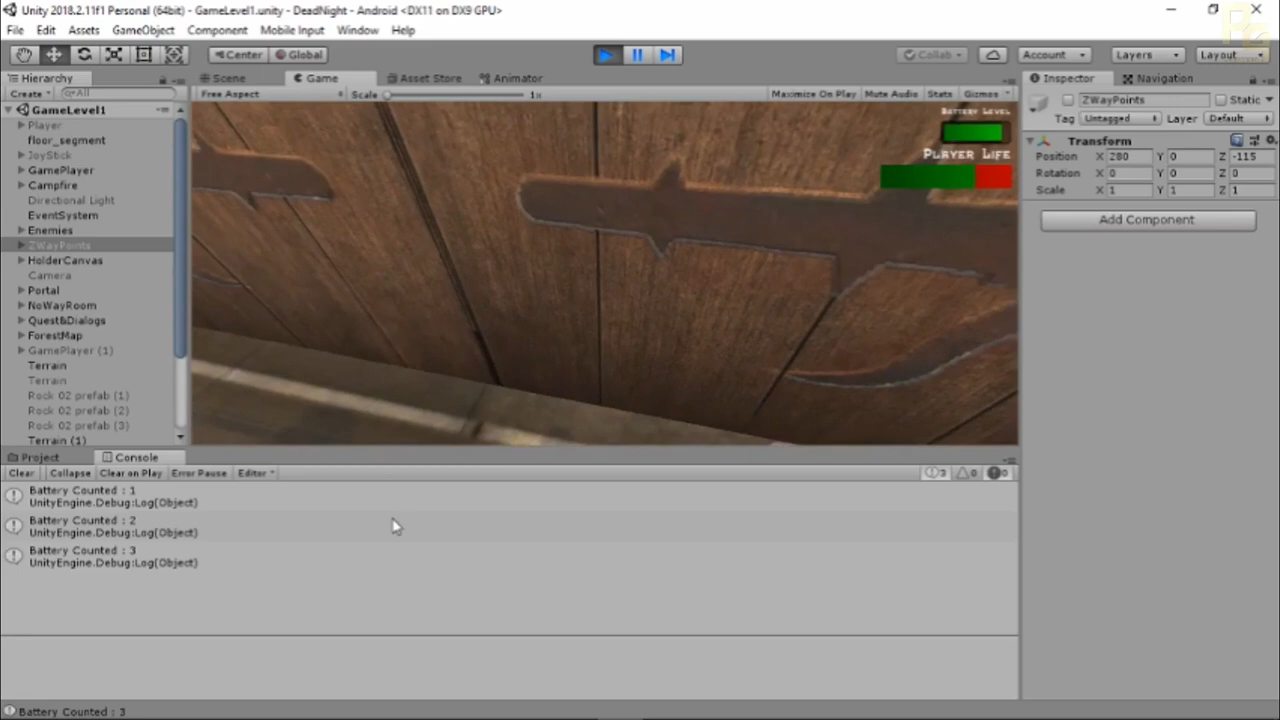 Unity 2018.2.11f1 Personal (64bit) - GameLevel1.unity - DeadNight - Android <DX11 on DX9 GPU>
File Edit Assets GameObject Component Mobile Input Window Help
Center Global Collab Account Layers Layout
Hierarchy Scene Game Asset Store Animator Inspector Navigation
Create All Free Aspect Scale 1x Maximize On Play Mute Audio Stats Gizmos
ZWayPoints Static
Tag Untagged Layer Default
GameLevel1
Player
floor_segment
JoyStick
GamePlayer
Campfire
Directional Light
EventSystem
Enemies
ZWayPoints
HolderCanvas
Camera
Portal
NoWayRoom
Quest&Dialogs
ForestMap
GamePlayer (1)
Terrain
Terrain
Rock 02 prefab (1)
Rock 02 prefab (2)
Rock 02 prefab (3)
Terrain (1)
Battery Level
Player Life
Transform
Position X 280 Y 0 Z -115
Rotation X 0 Y 0 Z 0
Scale X 1 Y 1 Z 1
Add Component
Project Console
Clear Collapse Clear on Play Error Pause Editor 3 0 0
Battery Counted : 1
UnityEngine.Debug:Log(Object)
Battery Counted : 2
UnityEngine.Debug:Log(Object)
Battery Counted : 3
UnityEngine.Debug:Log(Object)
Battery Counted : 3